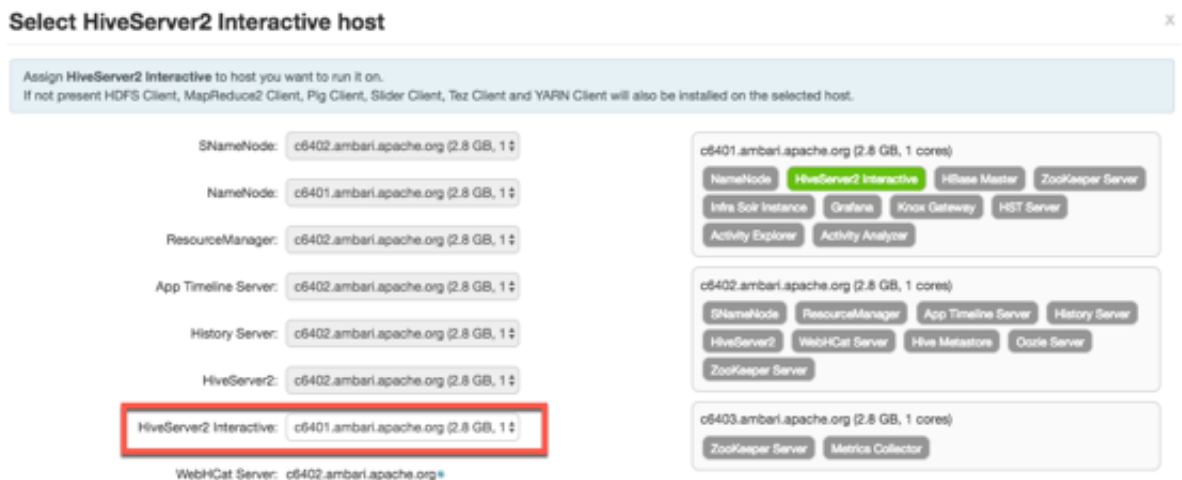 Select HiveServer2 Interactive host
x
Assign HiveServer2 Interactive to host you want to run it on.
If not present HDFS Client, MapReduce2 Client, Pig Client, Slider Client, Tez Client and YARN Client will also be installed on the selected host.
SNameNode: c6402.ambari.apache.org (2.8 GB, 1
NameNode: c6401.ambari.apache.org (2.8 GB, 1
ResourceManager: c6402.ambari.apache.org (2.8 GB, 1
App Timeline Server: c6402.ambari.apache.org (2.8 GB, 1
History Server: c6402.ambari.apache.org (2.8 GB, 1
HiveServer2: c6402.ambari.apache.org (2.8 GB, 1
HiveServer2 Interactive: c6401.ambari.apache.org (2.8 GB, 1
WebHCat Server: c6402.ambari.apache.org*
c6401.ambari.apache.org (2.8 GB, 1 cores)
NameNode HiveServer2 Interactive HBase Master ZooKeeper Server
Infra Solr Instance Grafana Knox Gateway HST Server
Activity Explorer Activity Analyzer
c6402.ambari.apache.org (2.8 GB, 1 cores)
SNameNode ResourceManager App Timeline Server History Server
HiveServer2 WebHCat Server Hive Metastore Oozie Server
ZooKeeper Server
c6403.ambari.apache.org (2.8 GB, 1 cores)
ZooKeeper Server Metrics Collector